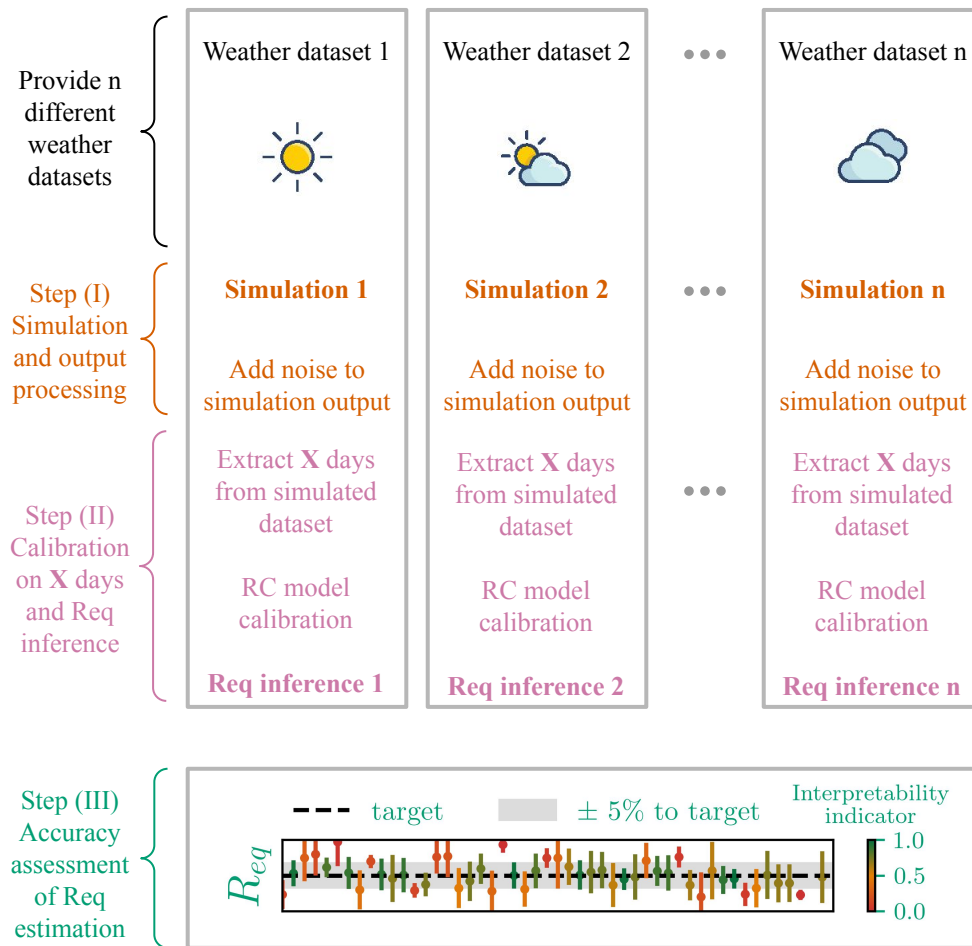 Provide n
different
weather
datasets
Weather dataset 1
Weather dataset 2
Weather dataset n
Step (I)
Simulation
and output
processing
Simulation 1
Simulation 2
Simulation n
Add noise to
simulation output
Add noise to
simulation output
Add noise to
simulation output
Step (II)
Calibration
on X days
and Req
inference
Extract X days
from simulated
dataset
Extract X days
from simulated
dataset
Extract X days
from simulated
dataset
RC model
calibration
RC model
calibration
RC model
calibration
Req inference 1
Req inference 2
Req inference n
Step (III)
Accuracy
assessment
of Req
estimation
target
± 5% to target
Interpretability
indicator
R_eq
1.0
0.5
0.0